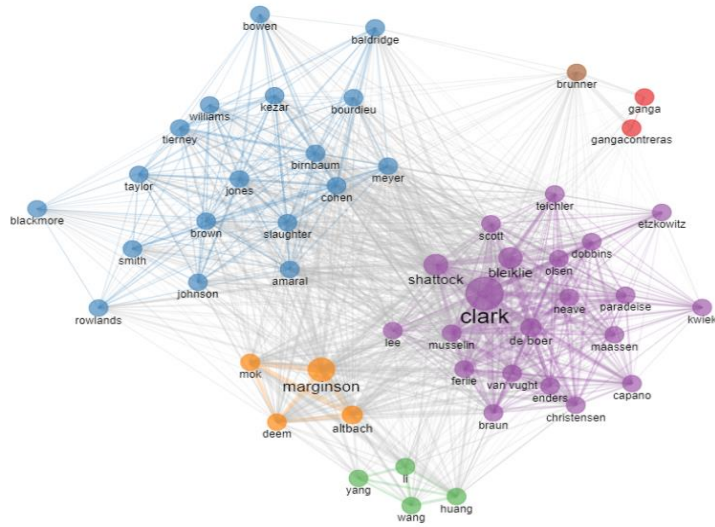 bowen
baldridge
brunner
ganga
gangacontreras
kezar
bourdieu
williams
tierney
birnbaum
meyer
taylor
jones
cohen
blackmore
brown
slaughter
smith
johnson
amaral
rowlands
teichler
etzkowitz
scott
dobbins
shattock
bleiklie
olsen
clark
neave
paradeise
kwiek
lee
musselin
de boer
maassen
ferlie
van vught
enders
capano
braun
christensen
mok
marginson
deem
altbach
yang
li
wang
huang